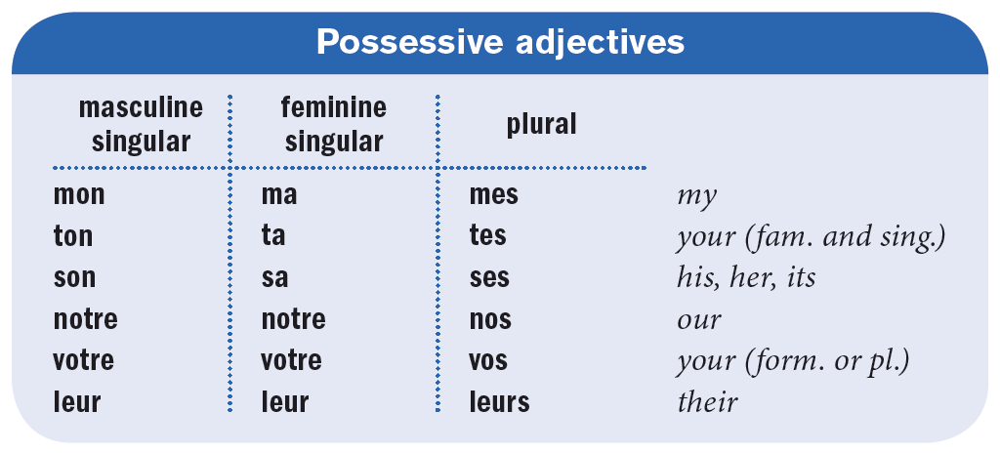 Possessive adjectives
masculine singular feminine singular plural
mon ma mes my
ton ta tes your (fam. and sing.)
son sa ses his, her, its
notre notre nos our
votre votre vos your (form. or pl.)
leur leur leurs their